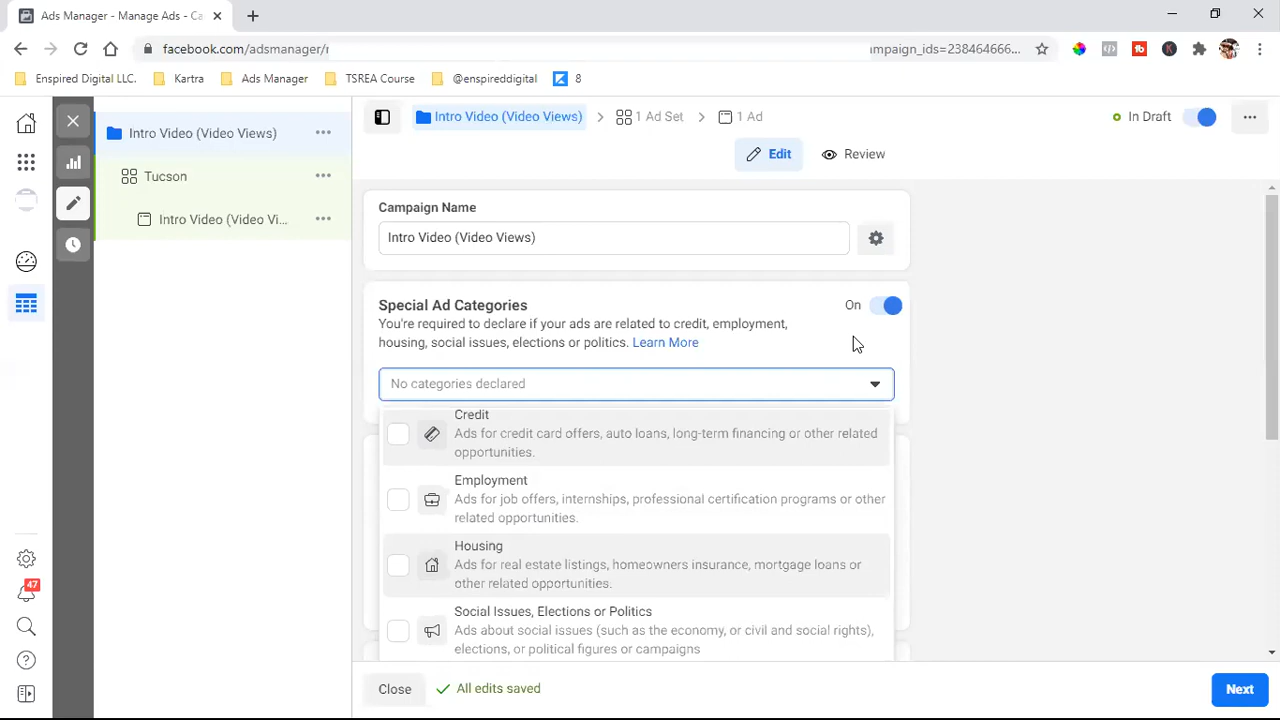 Ads Manager - Manage Ads - Ca
facebook.com/adsmanager/r
ampaign_ids=238464666...
Enspired Digital LLC.
Kartra
Ads Manager
TSREA Course
@enspireddigital
8
Intro Video (Video Views)
Tucson
Intro Video (Video Vi...
Intro Video (Video Views)
1 Ad Set
1 Ad
In Draft
Edit
Review
Campaign Name
Intro Video (Video Views)
Special Ad Categories
On
You're required to declare if your ads are related to credit, employment,
housing, social issues, elections or politics. Learn More
No categories declared
Credit
Ads for credit card offers, auto loans, long-term financing or other related
opportunities.
Employment
Ads for job offers, internships, professional certification programs or other
related opportunities.
Housing
Ads for real estate listings, homeowners insurance, mortgage loans or
other related opportunities.
Social Issues, Elections or Politics
Ads about social issues (such as the economy, or civil and social rights),
elections, or political figures or campaigns
47
Close
All edits saved
Next